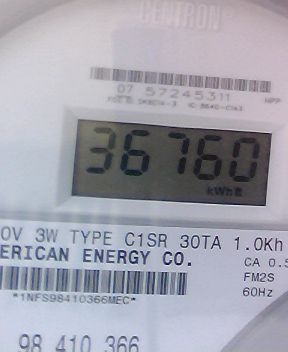 CENTRON
07 57245311
36760
kWh
0V 3W TYPE C1SR 30TA 1.0Kh
ERICAN ENERGY CO.
CA 0.5
FM2S
*1NFS98410366MEC*
60Hz
98 410 366